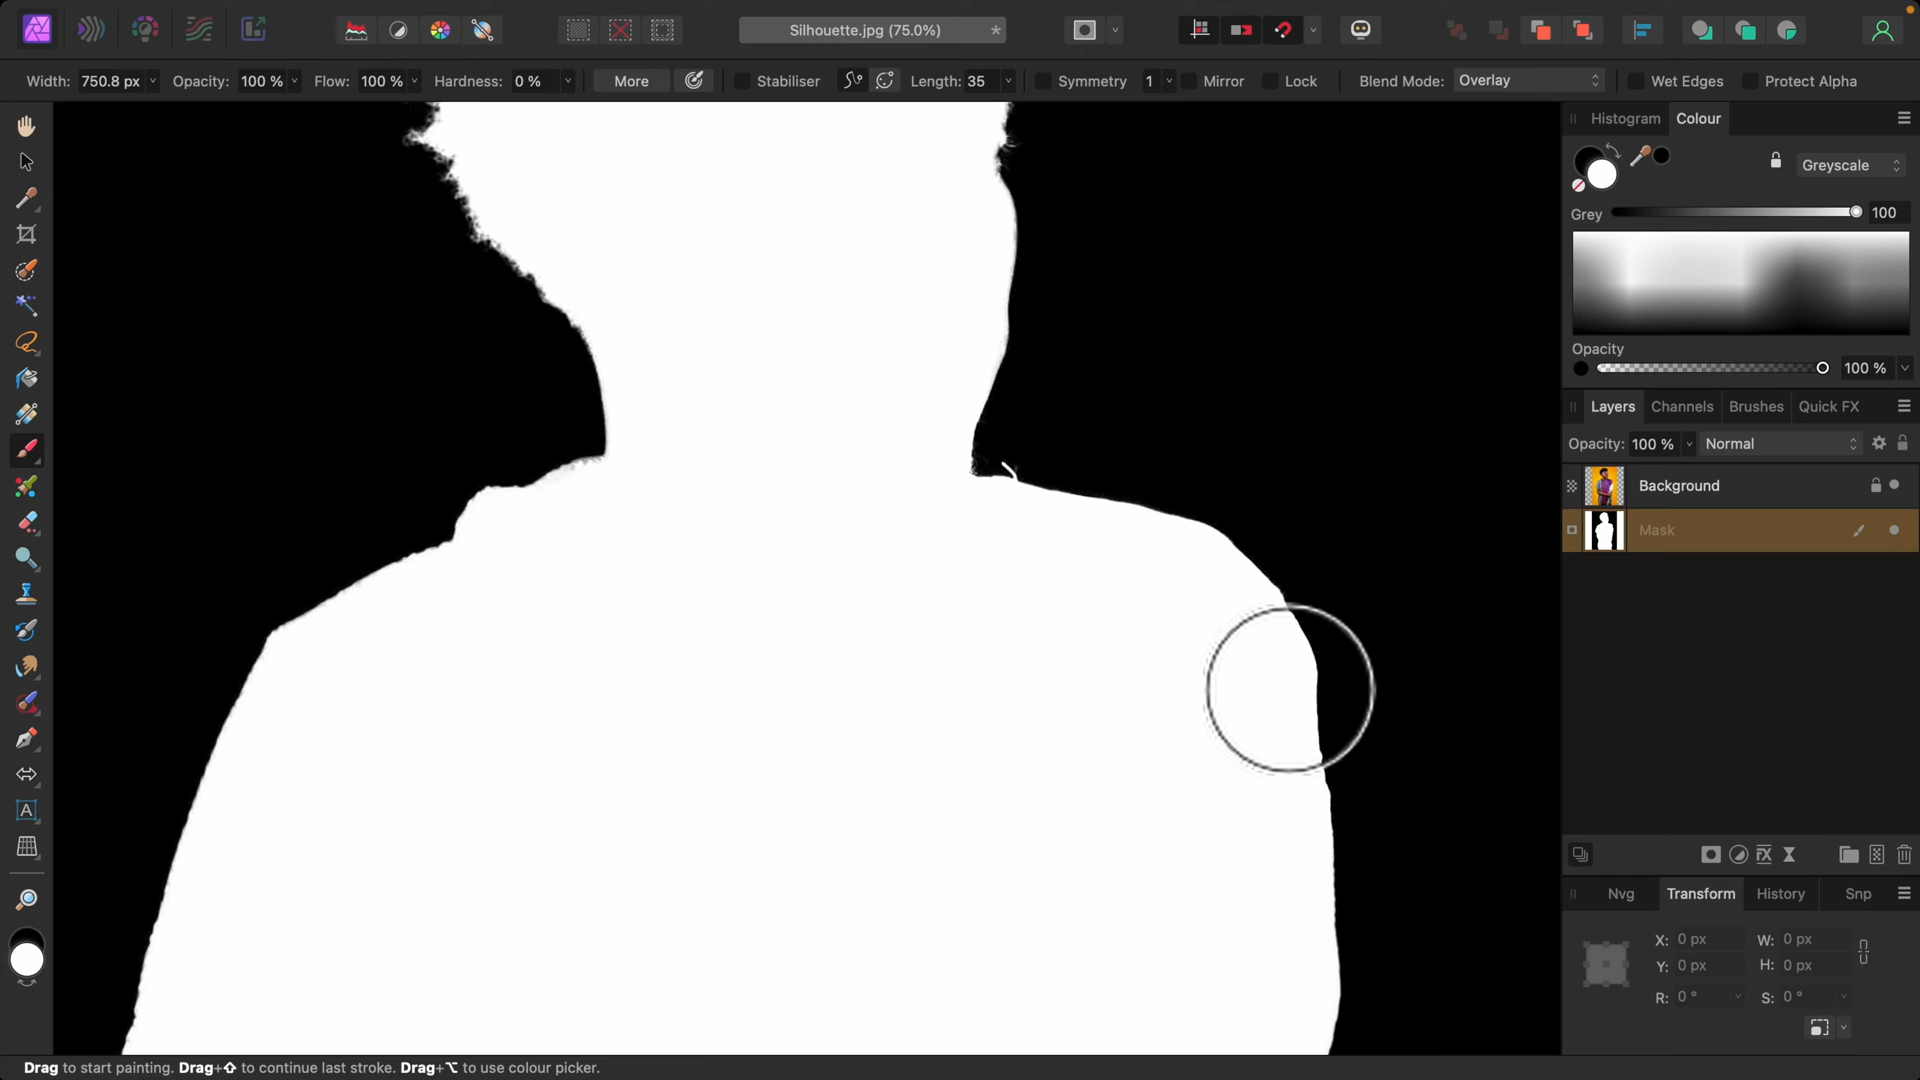 Silhouette.jpg (75.0%)
*
Width: 750.8 px
Opacity: 100 %
Flow: 100 %
Hardness: 0 %
More
Stabiliser
Length: 35
Symmetry
1
Mirror
Lock
Blend Mode: Overlay
Wet Edges
Protect Alpha
Histogram
Colour
Greyscale
Grey
100
Opacity
100 %
Layers
Channels
Brushes
Quick FX
Opacity: 100 %
Normal
Background
Mask
FX
A
Nvg
Transform
History
Snp
X: 0 px
W: 0 px
Y: 0 px
H: 0 px
R: 0 °
S: 0 °
Drag to start painting. Drag+⇧ to continue last stroke. Drag+⌥ to use colour picker.